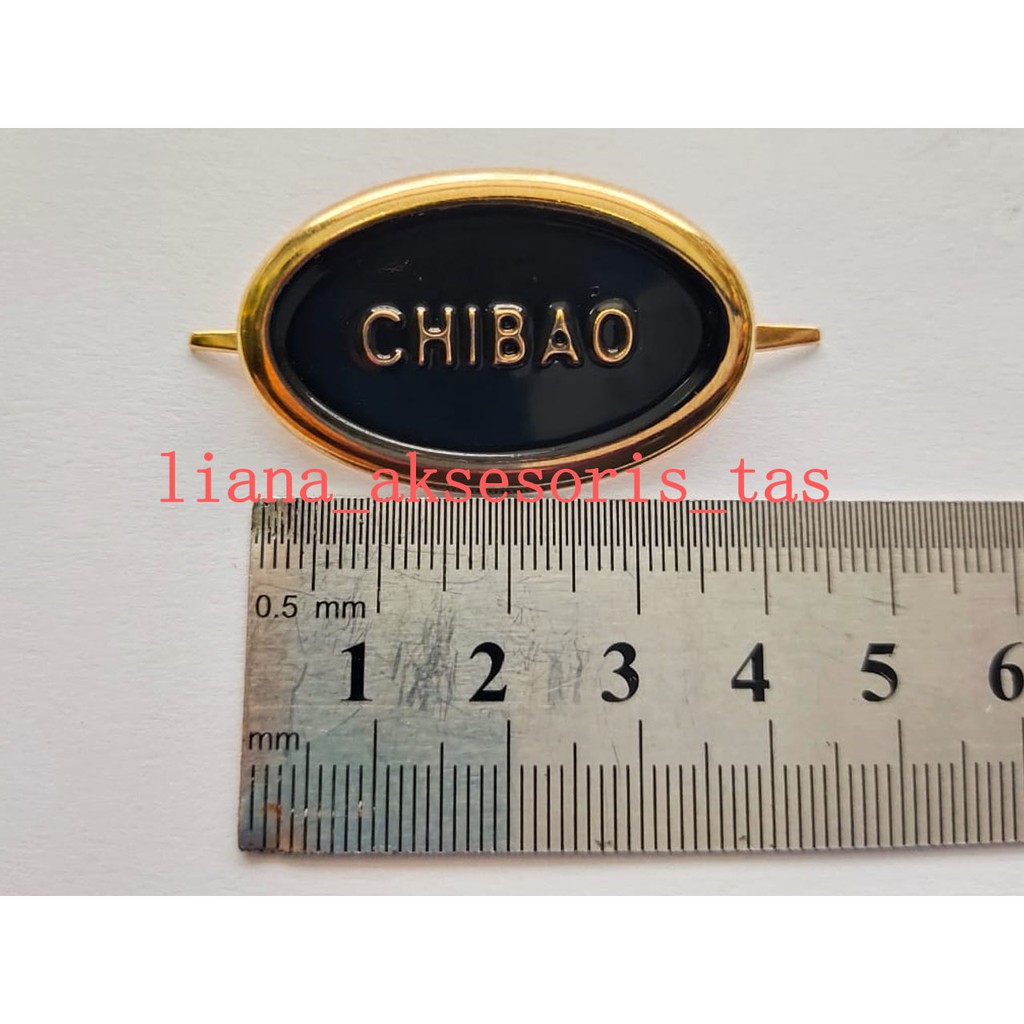 CHIBAO
liana_aksesoris_tas
0.5 mm
1 2 3 4 5 6
mm